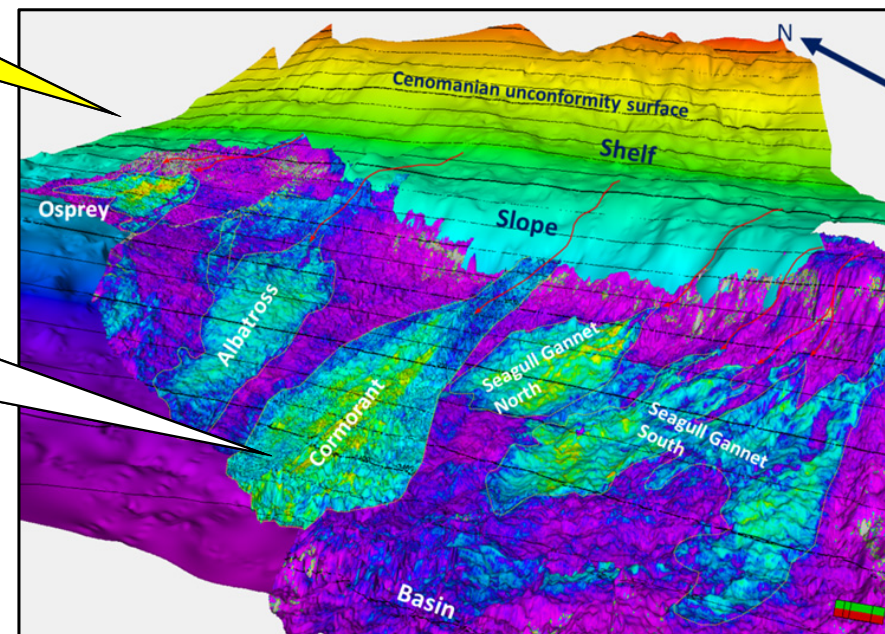 N
Cenomanian unconformity surface
Shelf
Osprey
Slope
Albatross
Cormorant
Seagull Gannet
North
Seagull Gannet
South
Basin